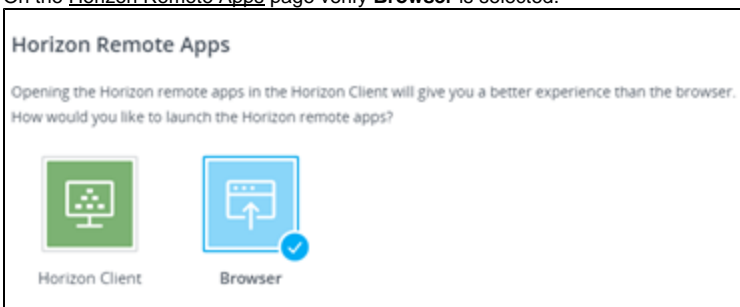 On the Horizon Remote Apps page verify Browser is selected.
Horizon Remote Apps
Opening the Horizon remote apps in the Horizon Client will give you a better experience than the browser.
How would you like to launch the Horizon remote apps?
Horizon Client
Browser